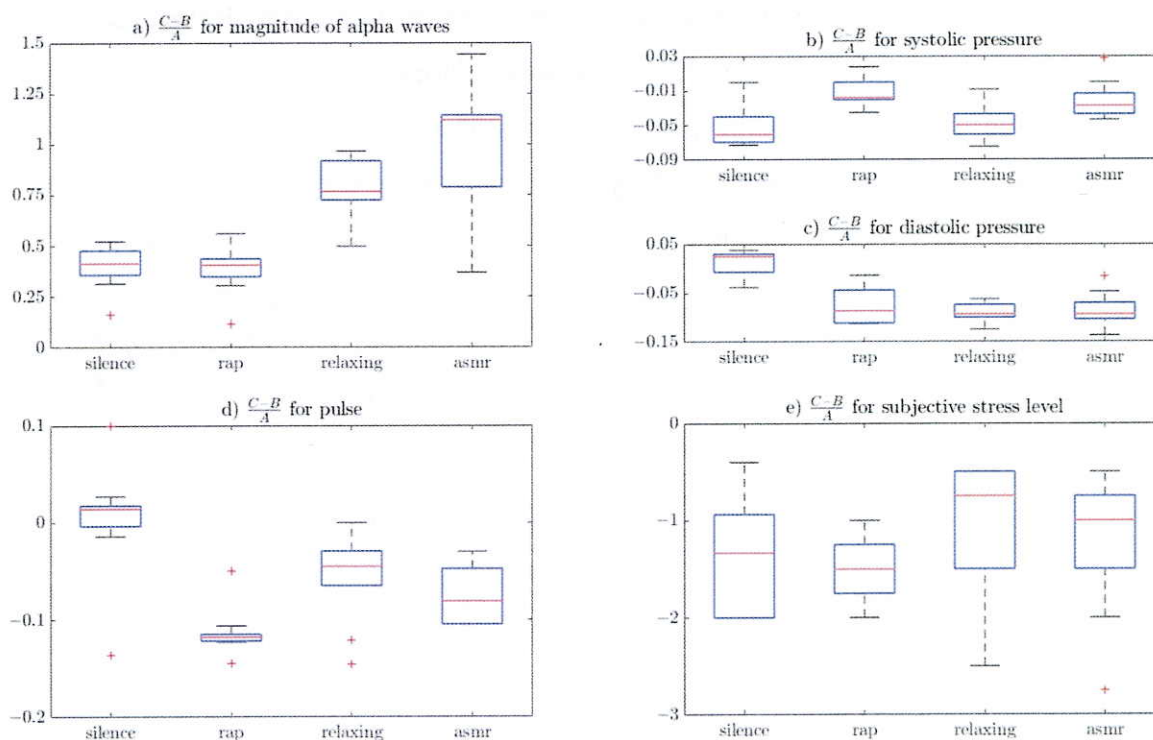 a) C−B/A for magnitude of alpha waves
1.5
1.25
1
0.75
0.5
0.25
0
silence rap relaxing asmr
b) C−B/A for systolic pressure
0.03
−0.01
−0.05
−0.09
silence rap relaxing asmr
c) C−B/A for diastolic pressure
0.05
−0.05
−0.15
silence rap relaxing asmr
d) C−B/A for pulse
0.1
0
−0.1
−0.2
silence rap relaxing asmr
e) C−B/A for subjective stress level
0
−1
−2
−3
silence rap relaxing asmr